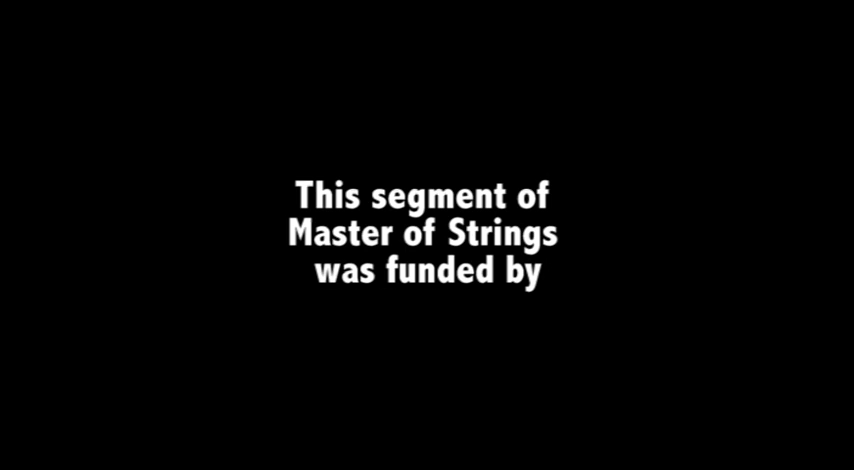 This segment of
Master of Strings
was funded by